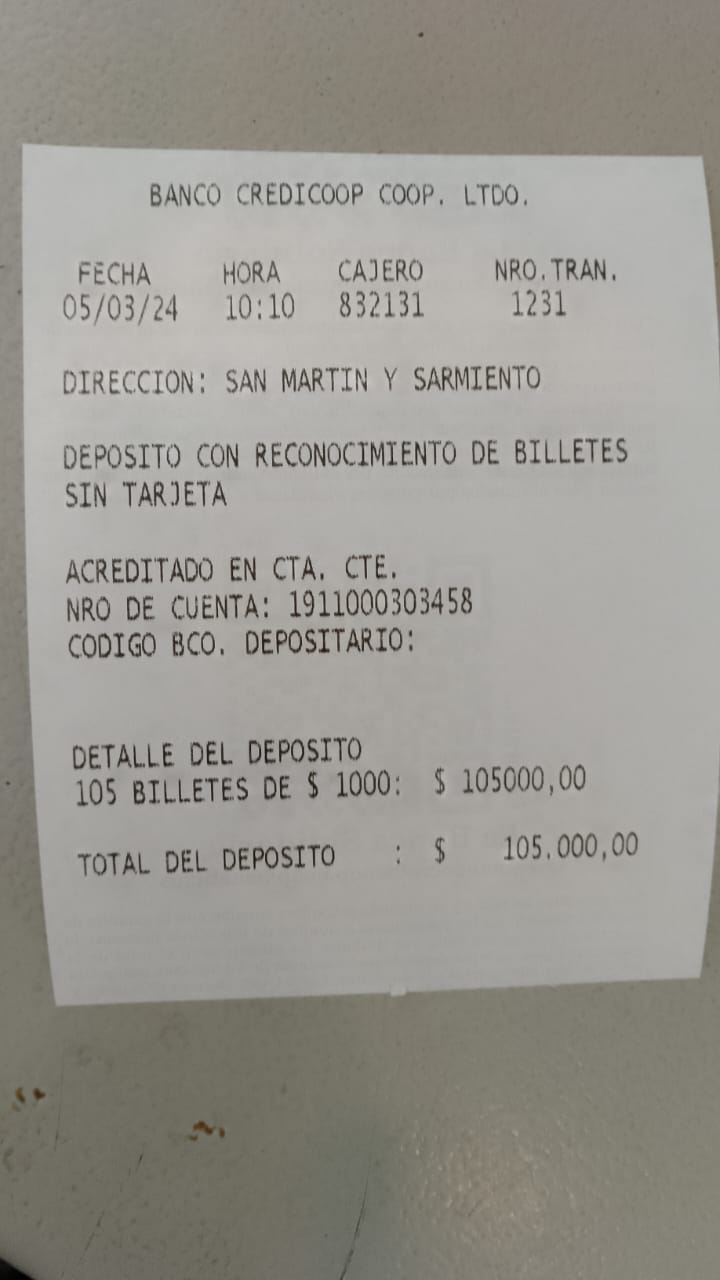 BANCO CREDICOOP COOP. LTDO.
FECHA HORA CAJERO NRO.TRAN.
05/03/24 10:10 832131 1231
DIRECCION: SAN MARTIN Y SARMIENTO
DEPOSITO CON RECONOCIMIENTO DE BILLETES
SIN TARJETA
ACREDITADO EN CTA. CTE.
NRO DE CUENTA: 1911000303458
CODIGO BCO. DEPOSITARIO:
DETALLE DEL DEPOSITO
105 BILLETES DE $ 1000: $ 105000,00
TOTAL DEL DEPOSITO : $ 105.000,00